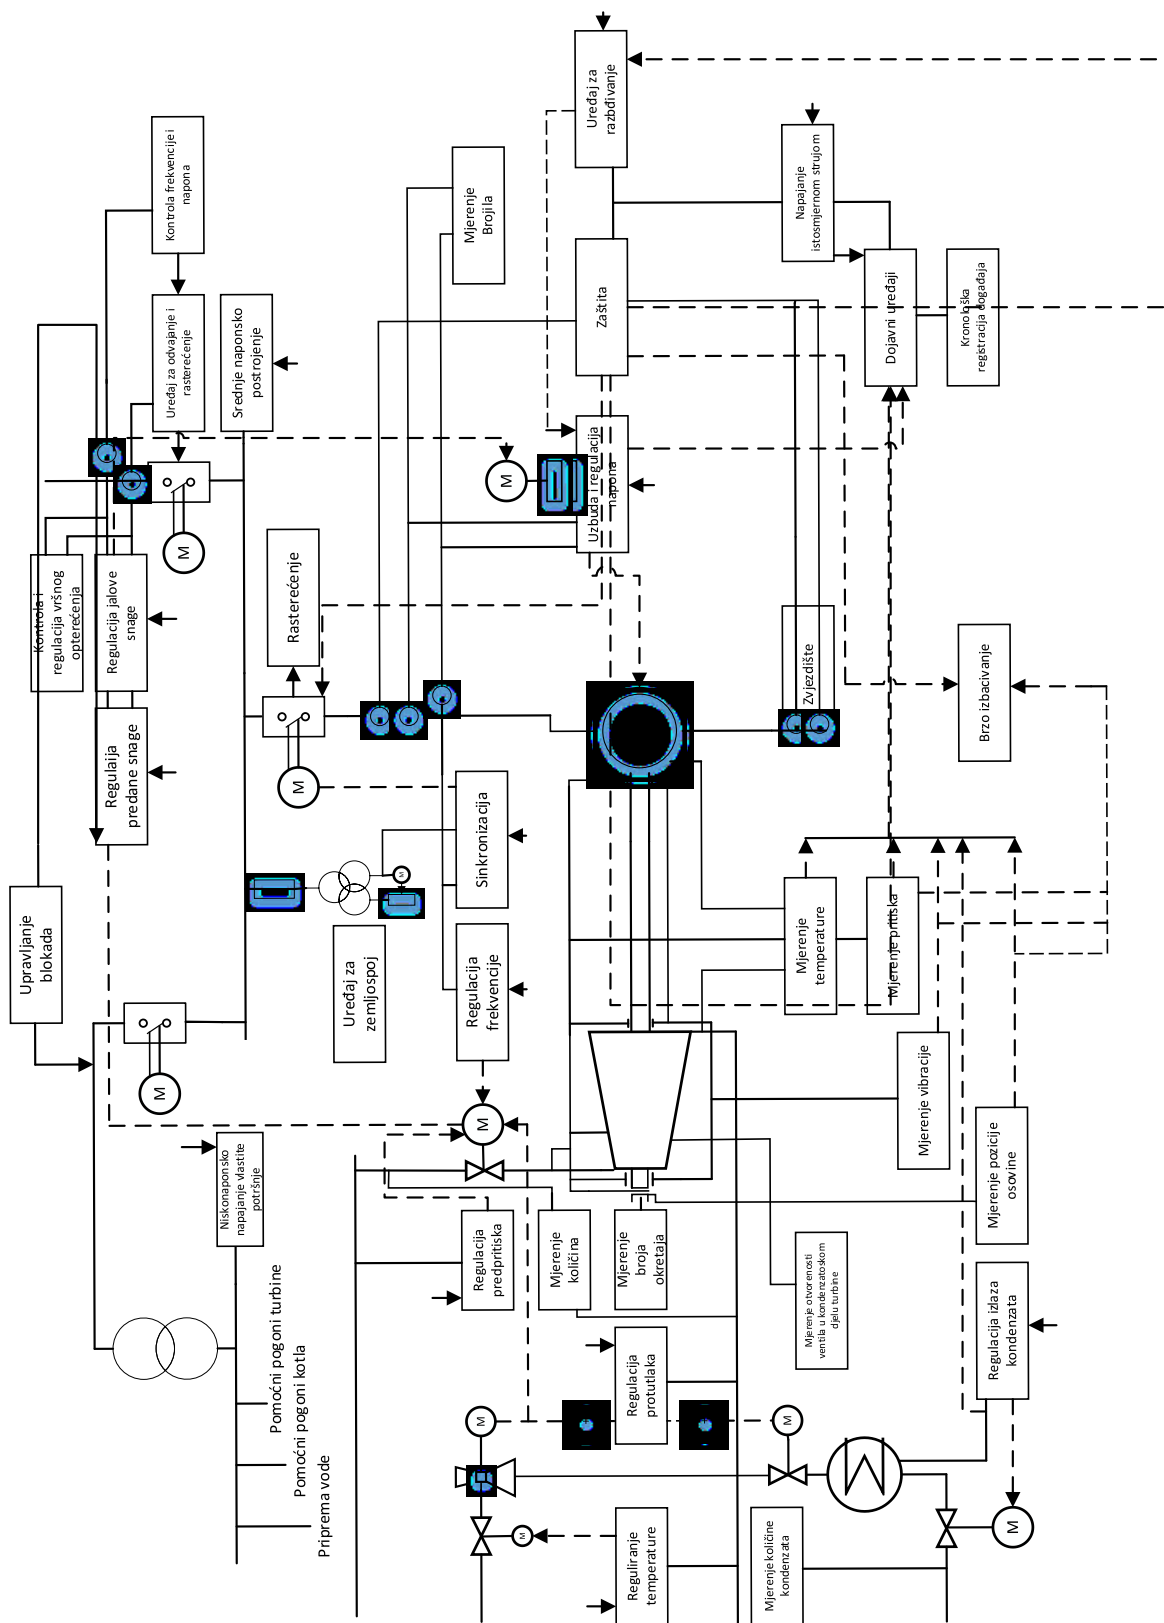 Uređaj za
razbđivanje
Kontrola frekvencije i
napona
Mjerenje
Brojila
Napajanje
istosmjernom strujom
Uređaj za odvajanje i
rasterećenje
Srednje naponsko
postrojenje
Zaštita
Dojavni uređaji
Kronološka
registracija događaja
Uzbuda i regulacija
napona
M
M
Kontrola i
regulacija vršnog
opterećenja
Regulacija jalove
snage
Rasterećenje
Zvjezdište
Brzo izbacivanje
Regulaija
predane snage
M
Sinkronizacija
M
Upravljanje
blokada
Uređaj za
zemljospoj
Regulacija
frekvencije
Mjerenje
temperature
Mjerenje pritiska
M
M
Mjerenje vibracije
Mjerenje pozicije
osovine
Niskonaponsko
napajanje vlastite
potršnje
Regulacija
predpritiska
Mjerenje
količina
Mjerenje
broja
okretaja
Mjerenje otvorenosti
ventila u kondenzatoskom
djelu turbine
Regulacija izlaza
kondenzata
Pomoćni pogoni turbine
Pomoćni pogoni kotla
Priprema vode
Regulacija
protutlaka
M
M
M
M
Reguliranje
temperature
Mjerenje količine
kondenzata